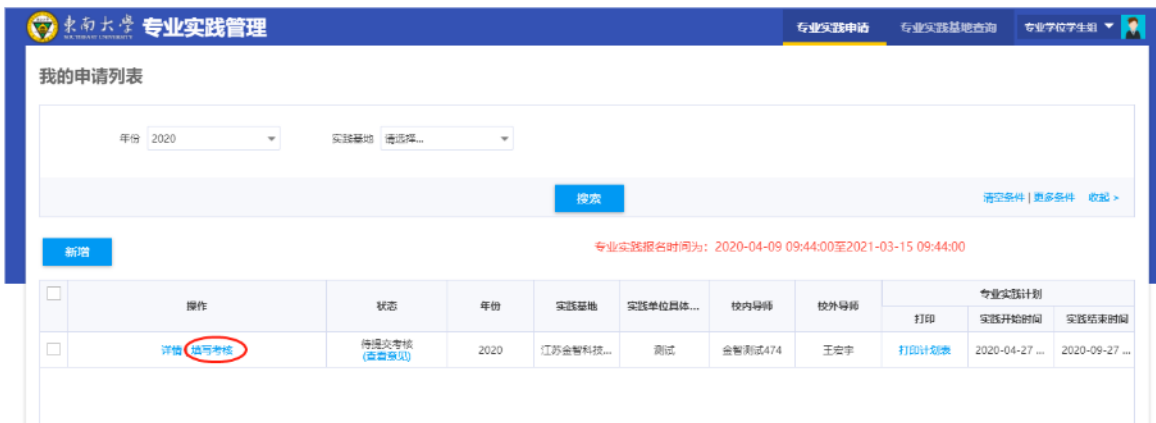 東南大學 专业实践管理 专业实践申请 专业实践基地查询 专业学位学生组
SOUTHEAST UNIVERSITY
我的申请列表
年份 2020 实践基地 请选择...
搜索 清空条件 | 更多条件 收起 >
新增 专业实践报名时间为：2020-04-09 09:44:00至2021-03-15 09:44:00
操作 状态 年份 实践基地 实践单位具体... 校内导师 校外导师 专业实践计划
打印 实践开始时间 实践结束时间
详情 填写考核 待提交考核 2020 江苏金智科技... 测试 金智测试474 王宏宇 打印计划表 2020-04-27 ... 2020-09-27 ...
(查看意见)